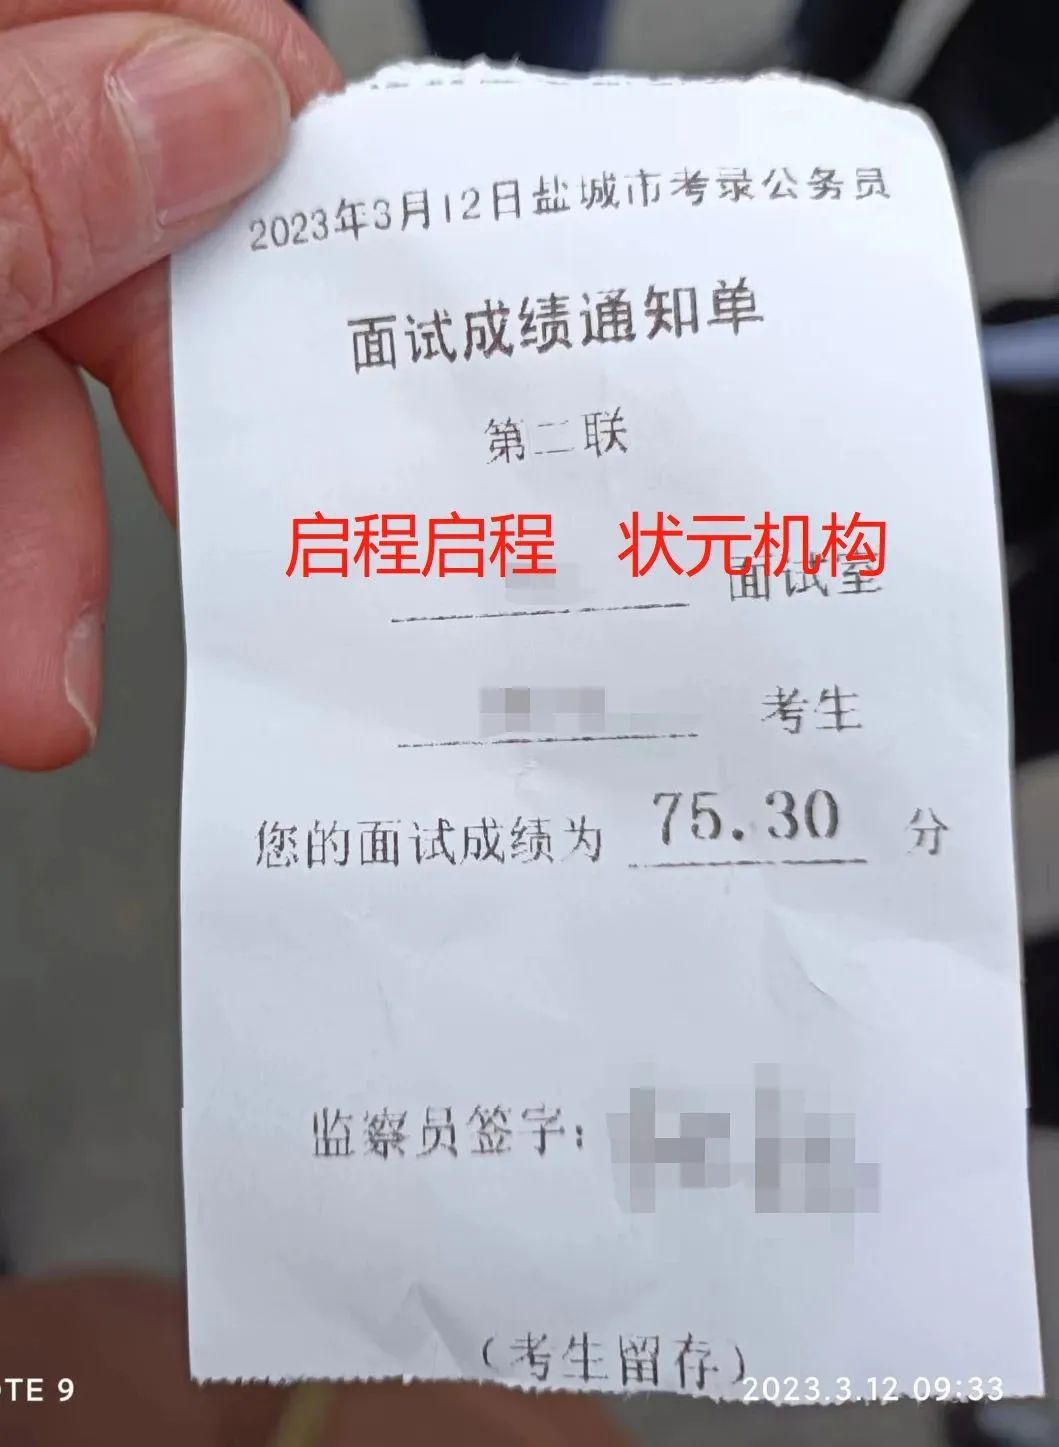 2023年3月12日盐城市考录公务员
面试成绩通知单
第二联
启程启程 状元机构
面试室
考生
您的面试成绩为 75.30 分
监察员签字：
（考生留存）
TE 9
2023.3.12 09:33